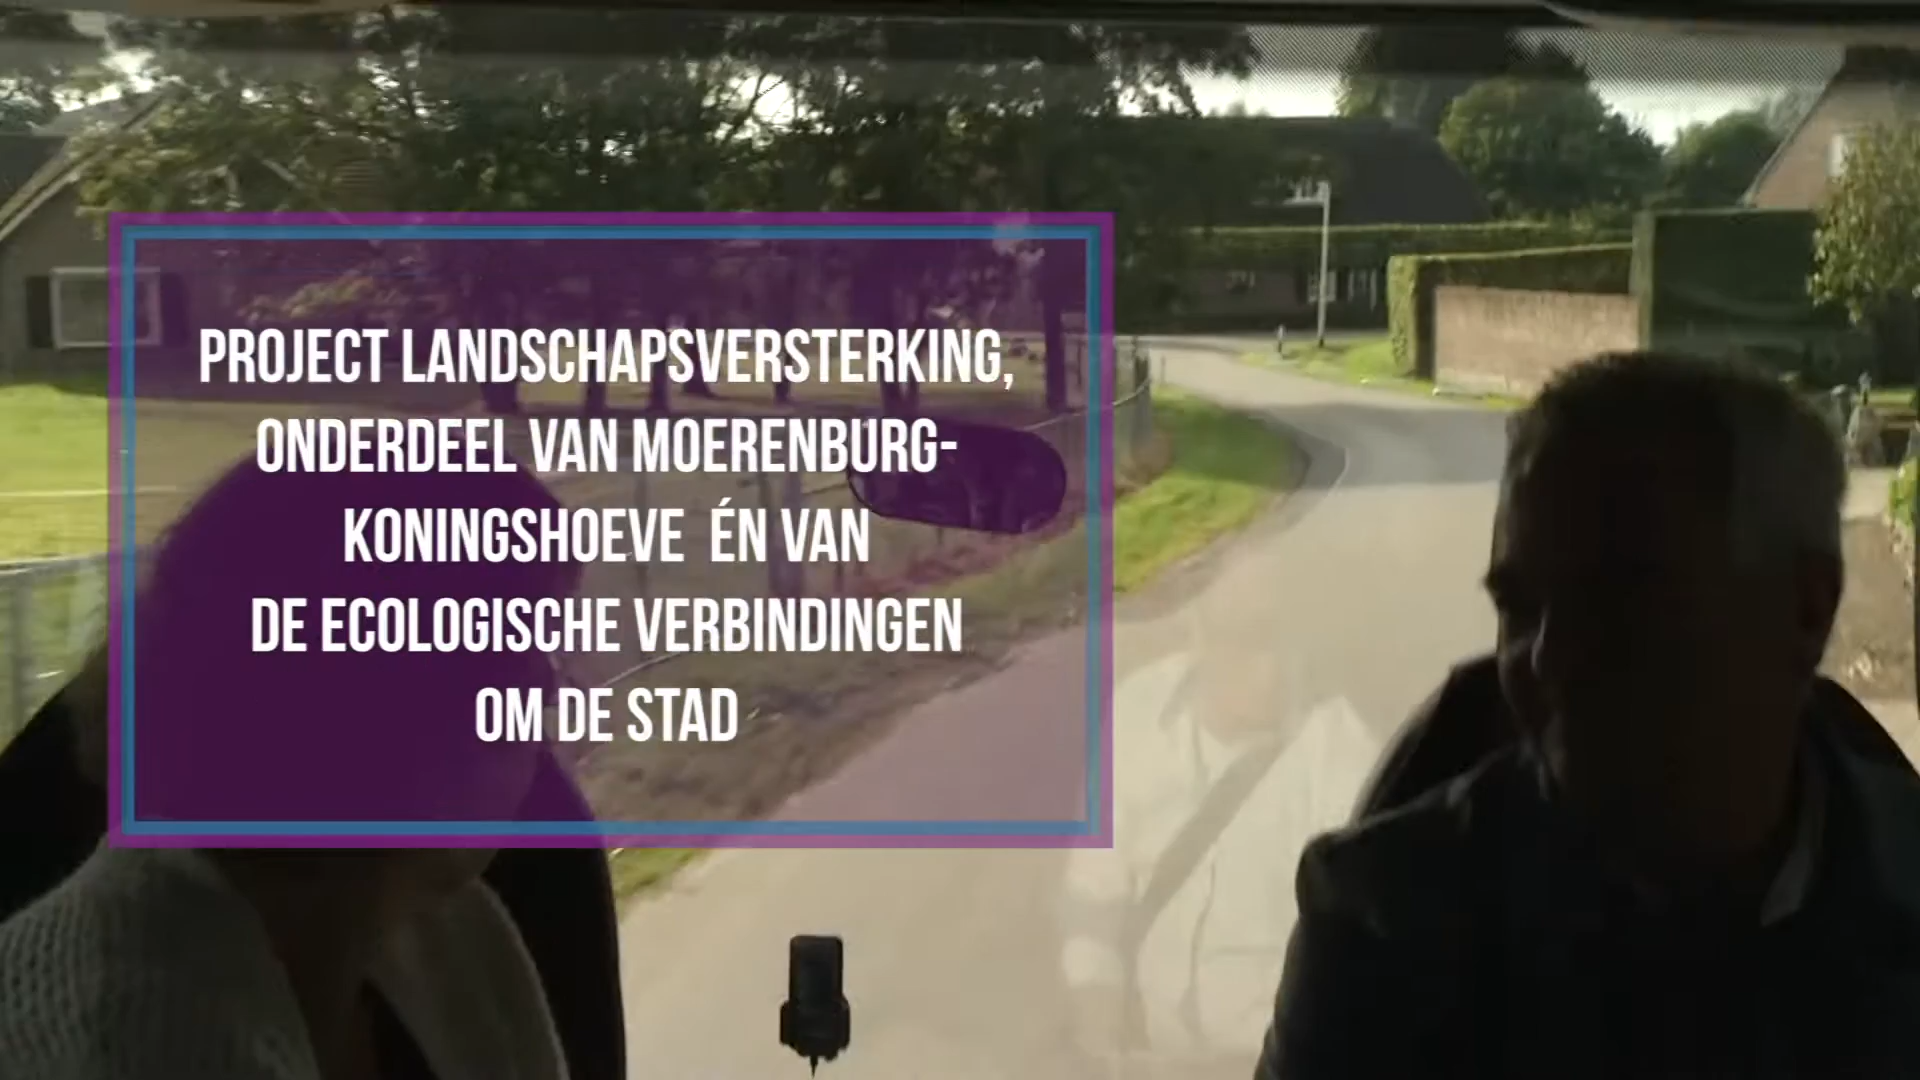 PROJECT LANDSCHAPSVERSTERKING,
ONDERDEEL VAN MOERENBURG-
KONINGSHOEVE ÉN VAN
DE ECOLOGISCHE VERBINDINGEN
OM DE STAD